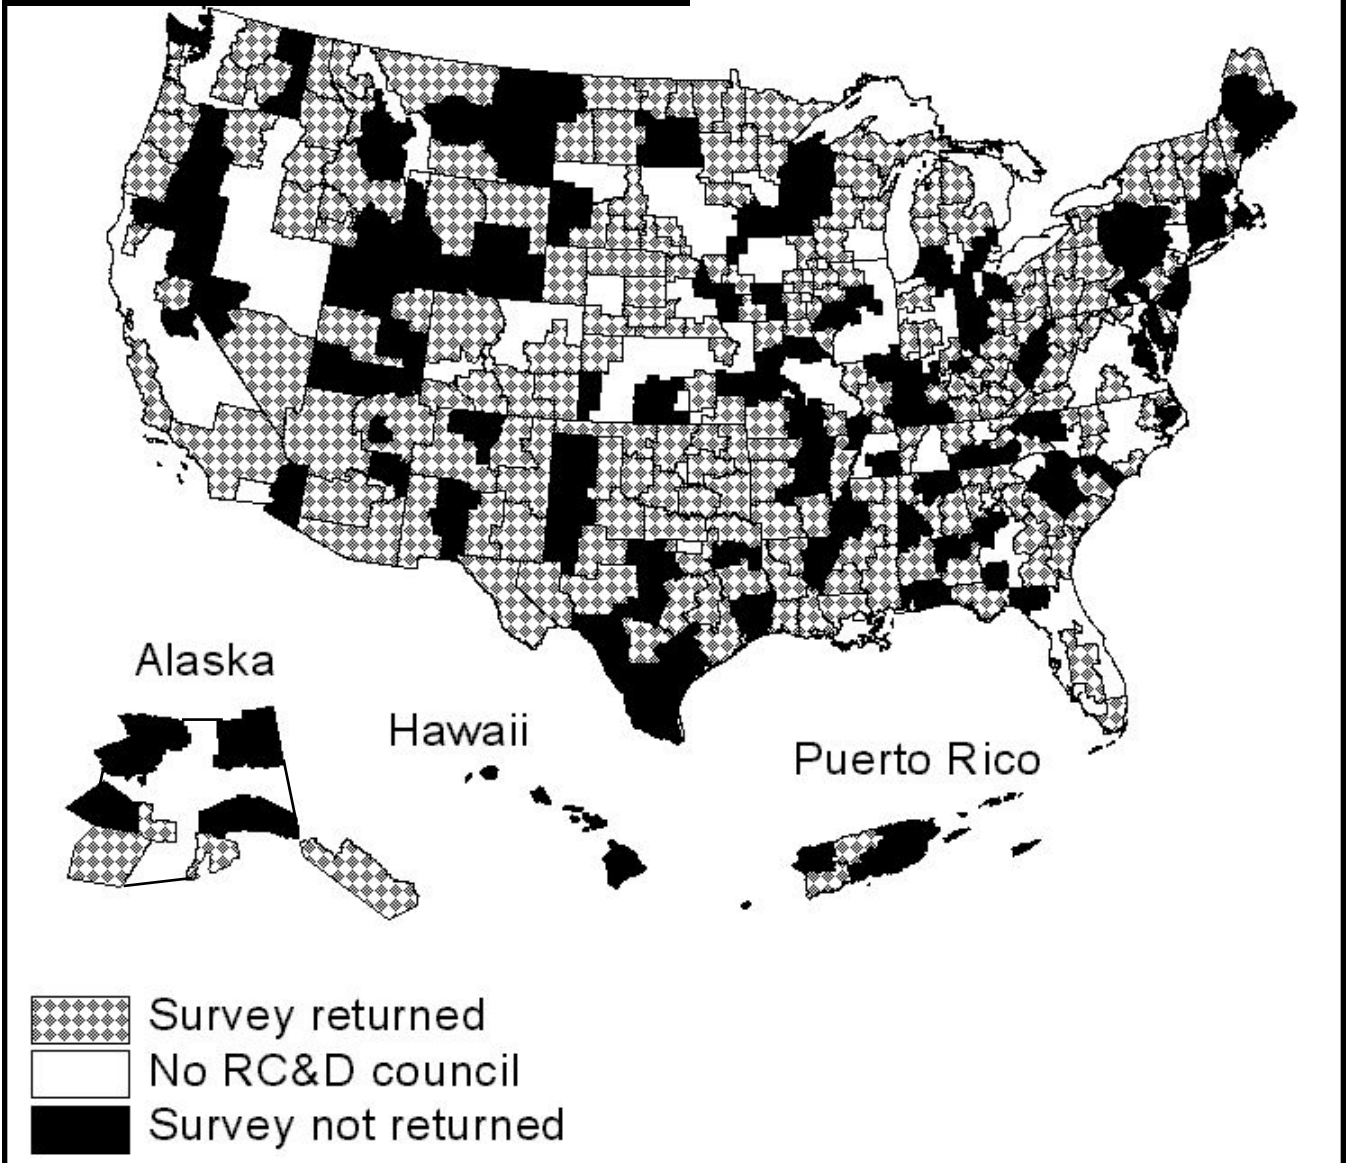 Alaska
Hawaii
Puerto Rico
Survey returned
No RC&D council
Survey not returned